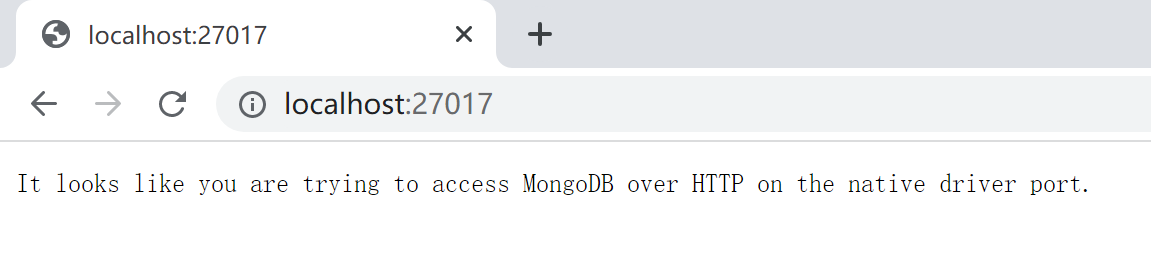 localhost:27017
localhost:27017
It looks like you are trying to access MongoDB over HTTP on the native driver port.